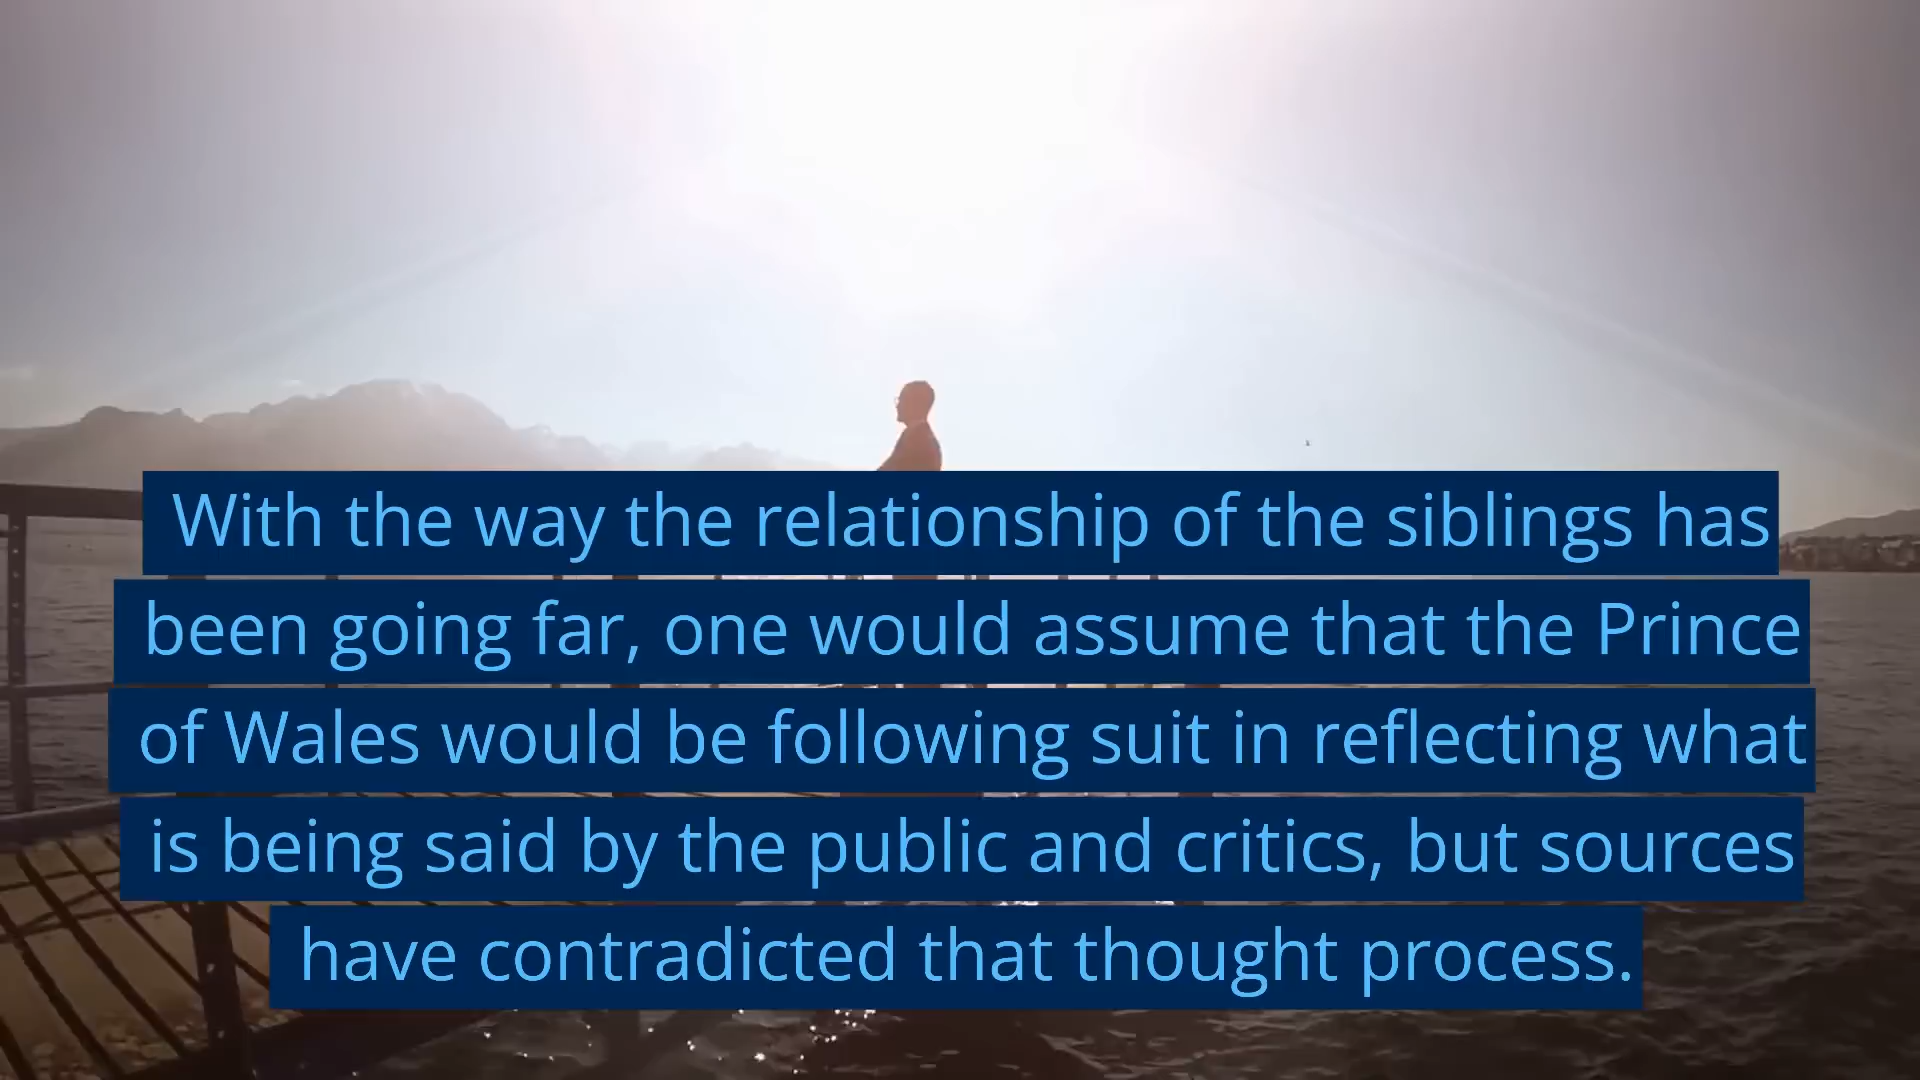 With the way the relationship of the siblings has
been going far, one would assume that the Prince
of Wales would be following suit in reflecting what
is being said by the public and critics, but sources
have contradicted that thought process.